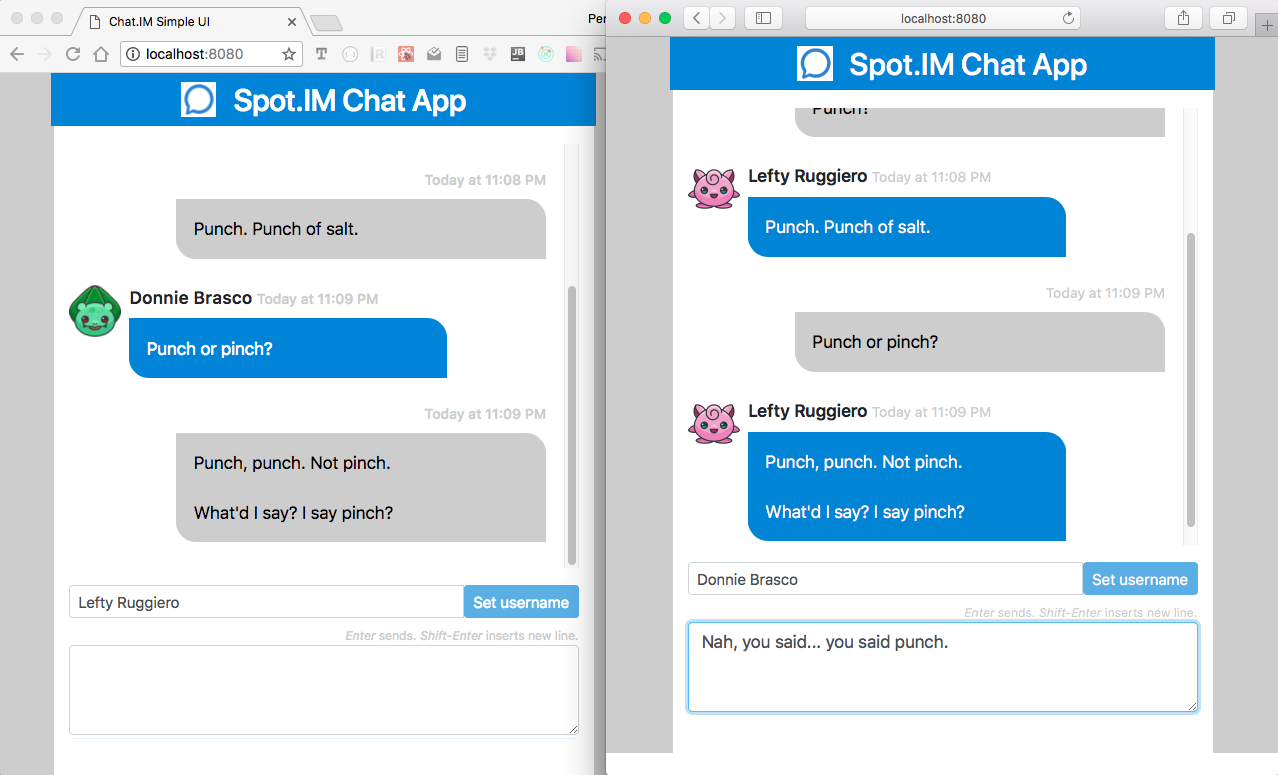 Chat.IM Simple UI
Per
localhost:8080
Spot.IM Chat App
Today at 11:08 PM
Punch. Punch of salt.
Donnie Brasco Today at 11:09 PM
Punch or pinch?
Today at 11:09 PM
Punch, punch. Not pinch.
What'd I say? I say pinch?
Lefty Ruggiero
Set username
Enter sends. Shift-Enter inserts new line.
localhost:8080
Spot.IM Chat App
Punch?
Lefty Ruggiero Today at 11:08 PM
Punch. Punch of salt.
Today at 11:09 PM
Punch or pinch?
Lefty Ruggiero Today at 11:09 PM
Punch, punch. Not pinch.
What'd I say? I say pinch?
Donnie Brasco
Set username
Enter sends. Shift-Enter inserts new line.
Nah, you said... you said punch.